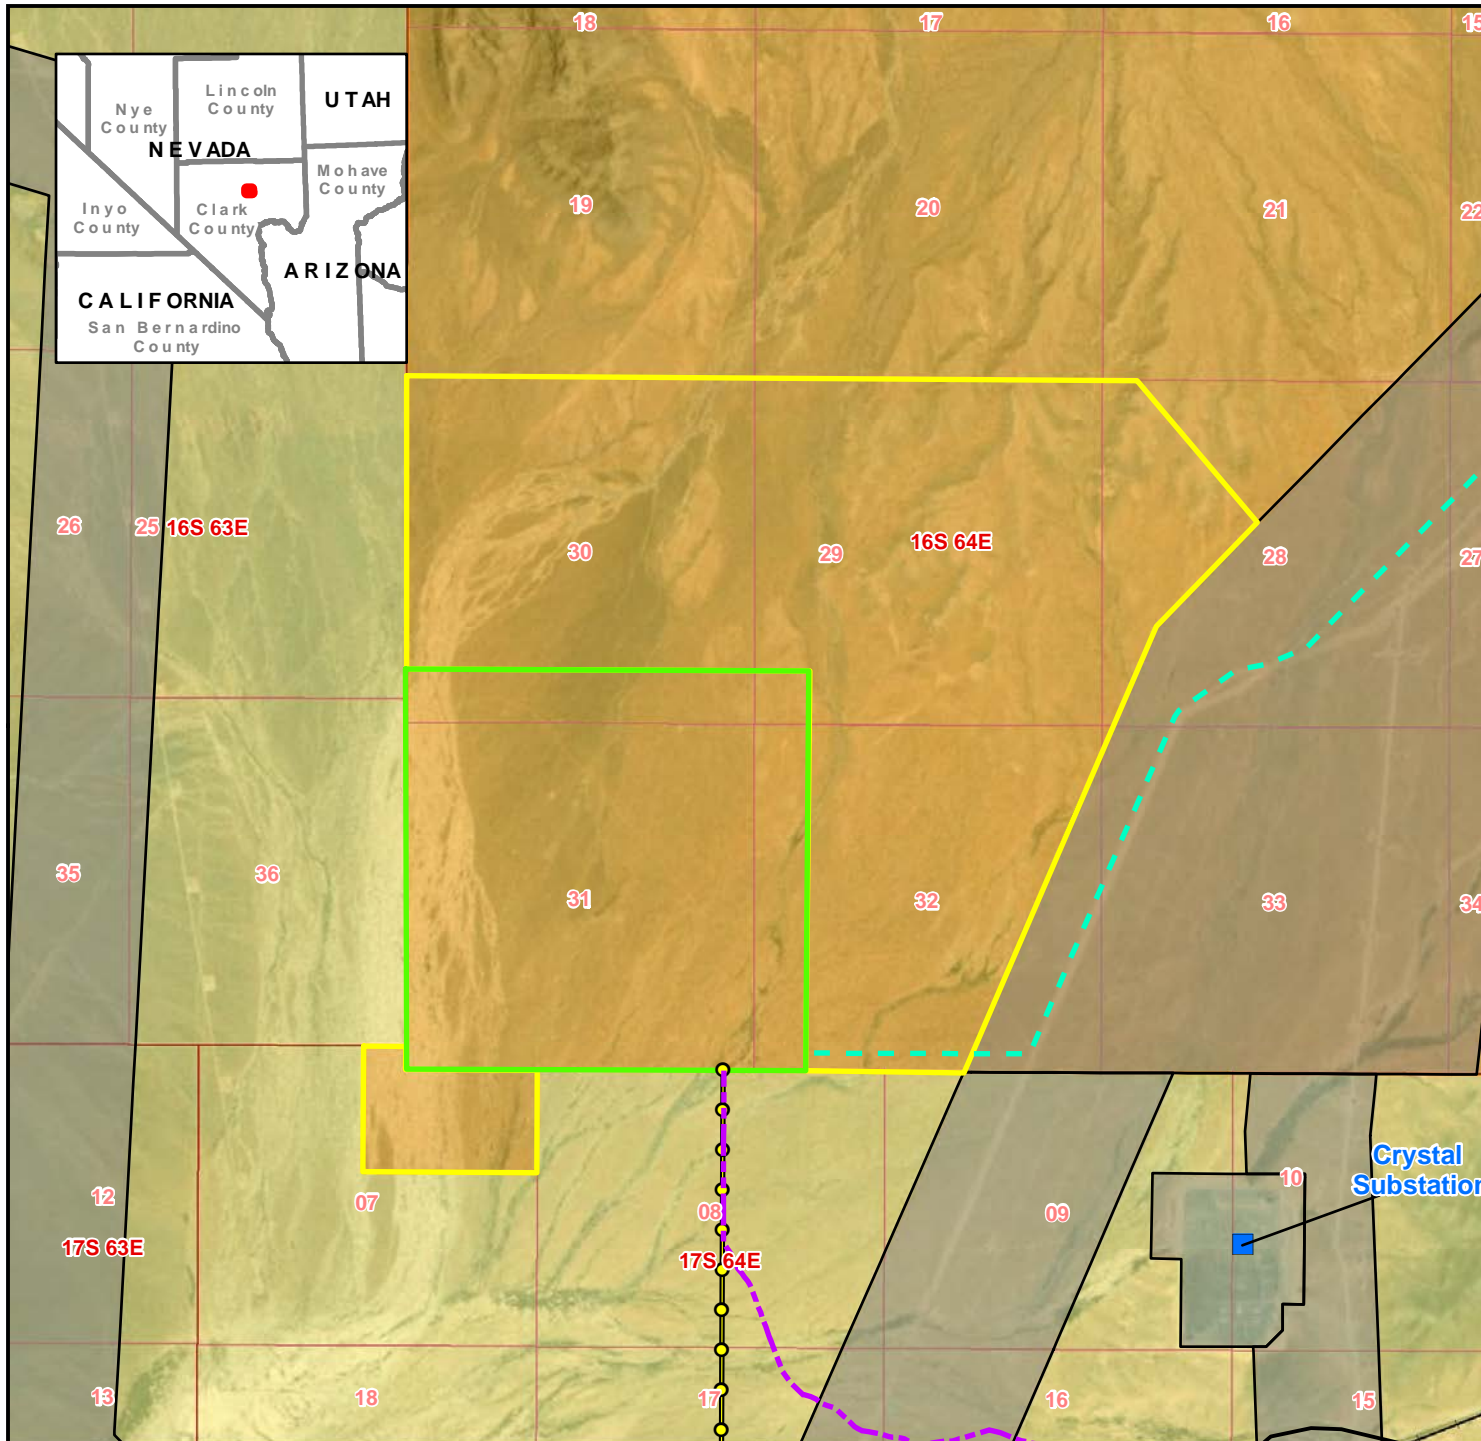 18
17
16
15
Lincoln
County
UTAH
Nye
County
NEVADA
Mohave
County
Inyo
County
Clark
County
ARIZONA
CALIFORNIA
San Bernardino
County
19
20
21
22
26
25
16S 63E
30
29
16S 64E
28
27
35
36
31
32
33
34
12
17S 63E
07
08
17S 64E
09
10
Crystal
Substation
13
18
17
16
15